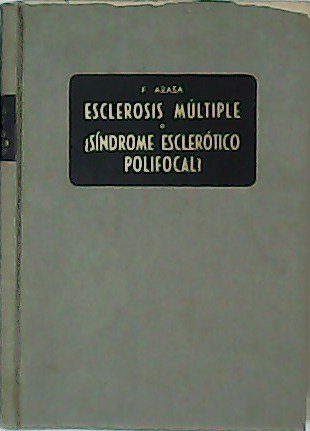 F. ARASA
ESCLEROSIS MÚLTIPLE
o
¿SÍNDROME ESCLERÓTICO
POLIFOCAL?